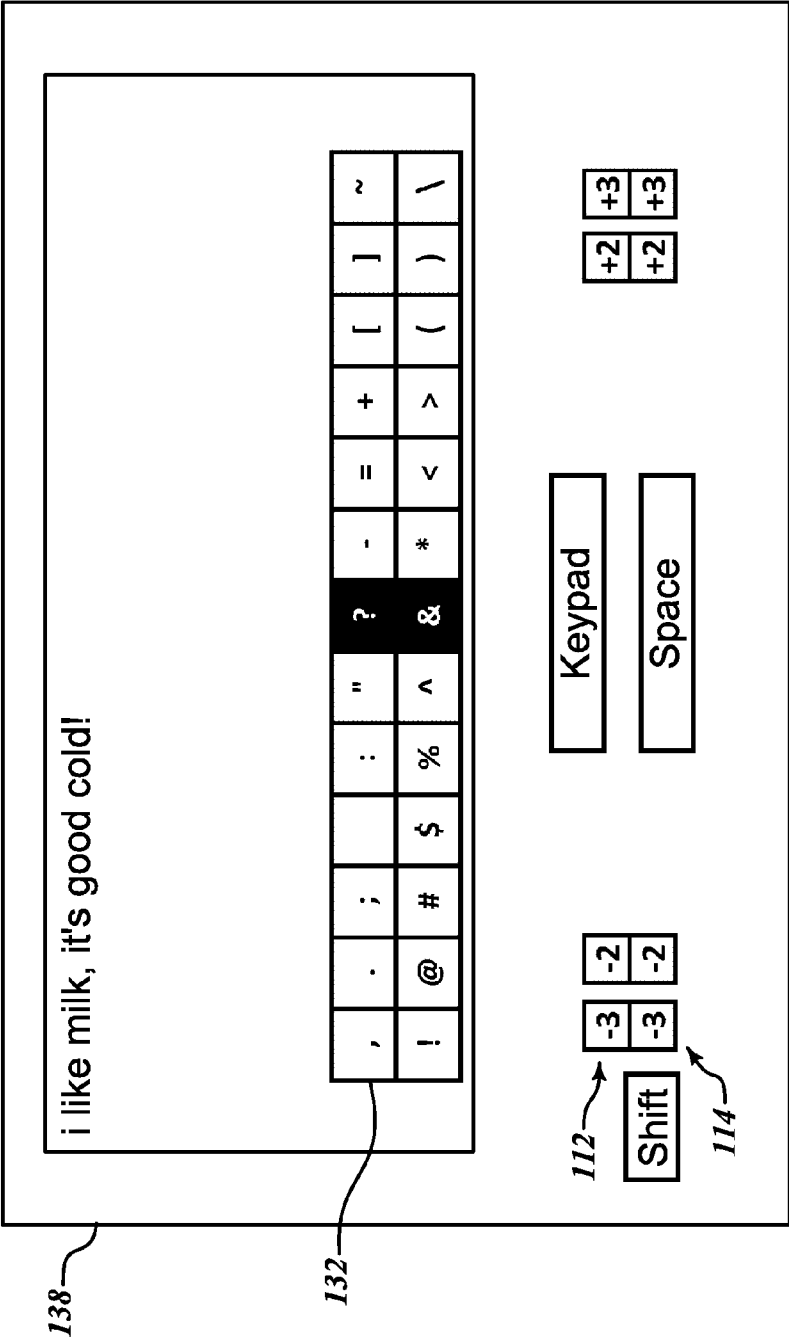 138
i like milk, it's good cold!
, . ; : " ? - = + [ ] ~
132
! @ # $ % ^ & * < > ( ) /
Keypad
112
-3 -2 +2 +3
-3 -2 +2 +3
Shift
Space
114